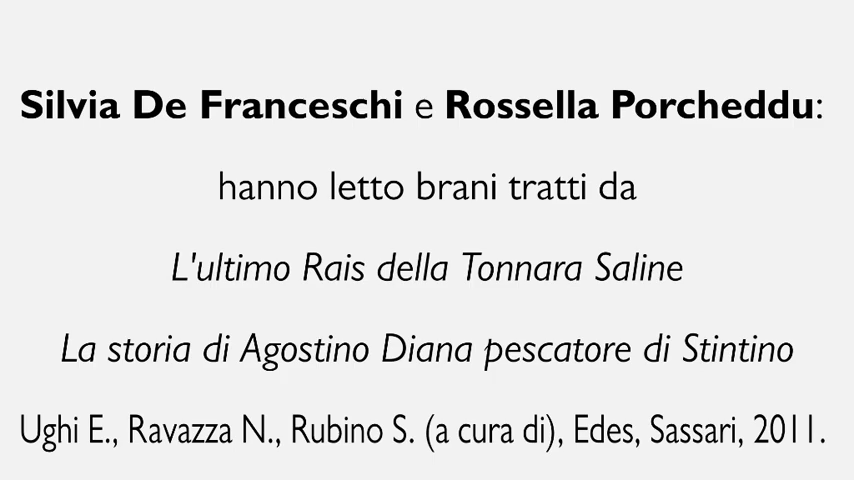 Silvia De Franceschi e Rossella Porcheddu:
hanno letto brani tratti da
L'ultimo Rais della Tonnara Saline
La storia di Agostino Diana pescatore di Stintino
Ughi E., Ravazza N., Rubino S. (a cura di), Edes, Sassari, 2011.